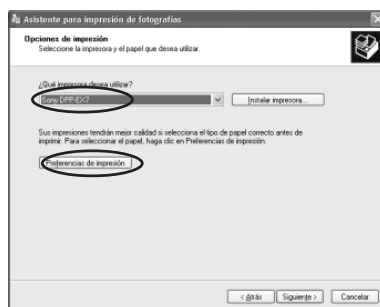 Asistente para impresión de fotografías
Opciones de impresión
Seleccione la impresora y el papel que desea utilizar.
¿Qué impresora desea utilizar?
Sony DPP-EX7
Instalar impresora...
Sus impresiones tendrán mejor calidad si selecciona el tipo de papel correcto antes de
imprimir. Para seleccionar el papel, haga clic en Preferencias de impresión.
Preferencias de impresión
< Atrás
Siguiente >
Cancelar